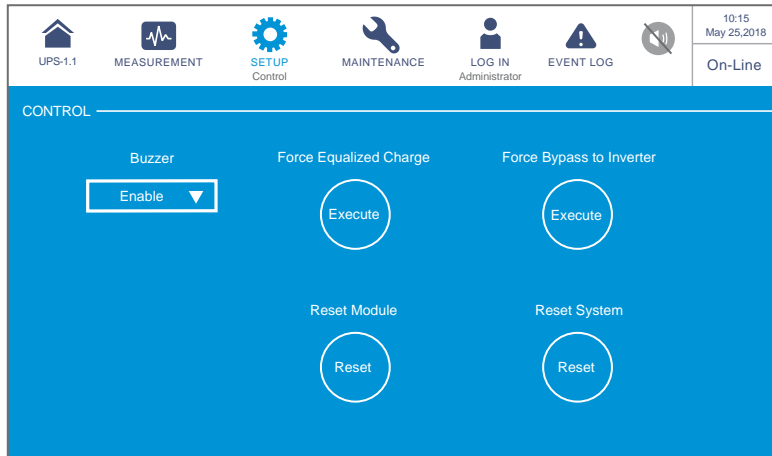 UPS-1.1
MEASUREMENT
SETUP
Control
MAINTENANCE
LOG IN
Administrator
EVENT LOG
10:15
May 25,2018
On-Line
CONTROL
Buzzer
Enable
Force Equalized Charge
Execute
Force Bypass to Inverter
Execute
Reset Module
Reset
Reset System
Reset